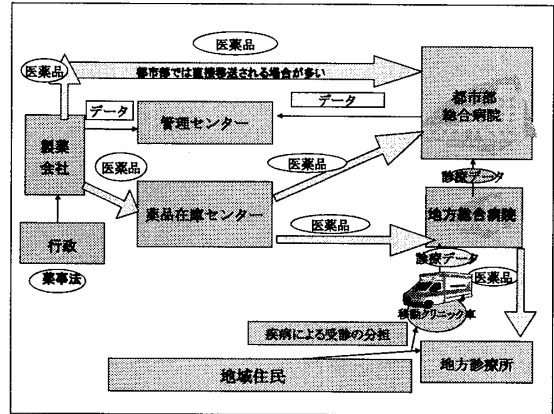 医薬品
医薬品
都市部では直接移送される場合が多い
データ
データ
都市部
総合病院
管理センター
製薬
会社
医薬品
医薬品
診療データ
薬品在庫センター
医薬品
地方総合病院
行政
薬事法
診療データ
医薬品
移動クリニック車
疾病による受診の分担
地方診療所
地域住民